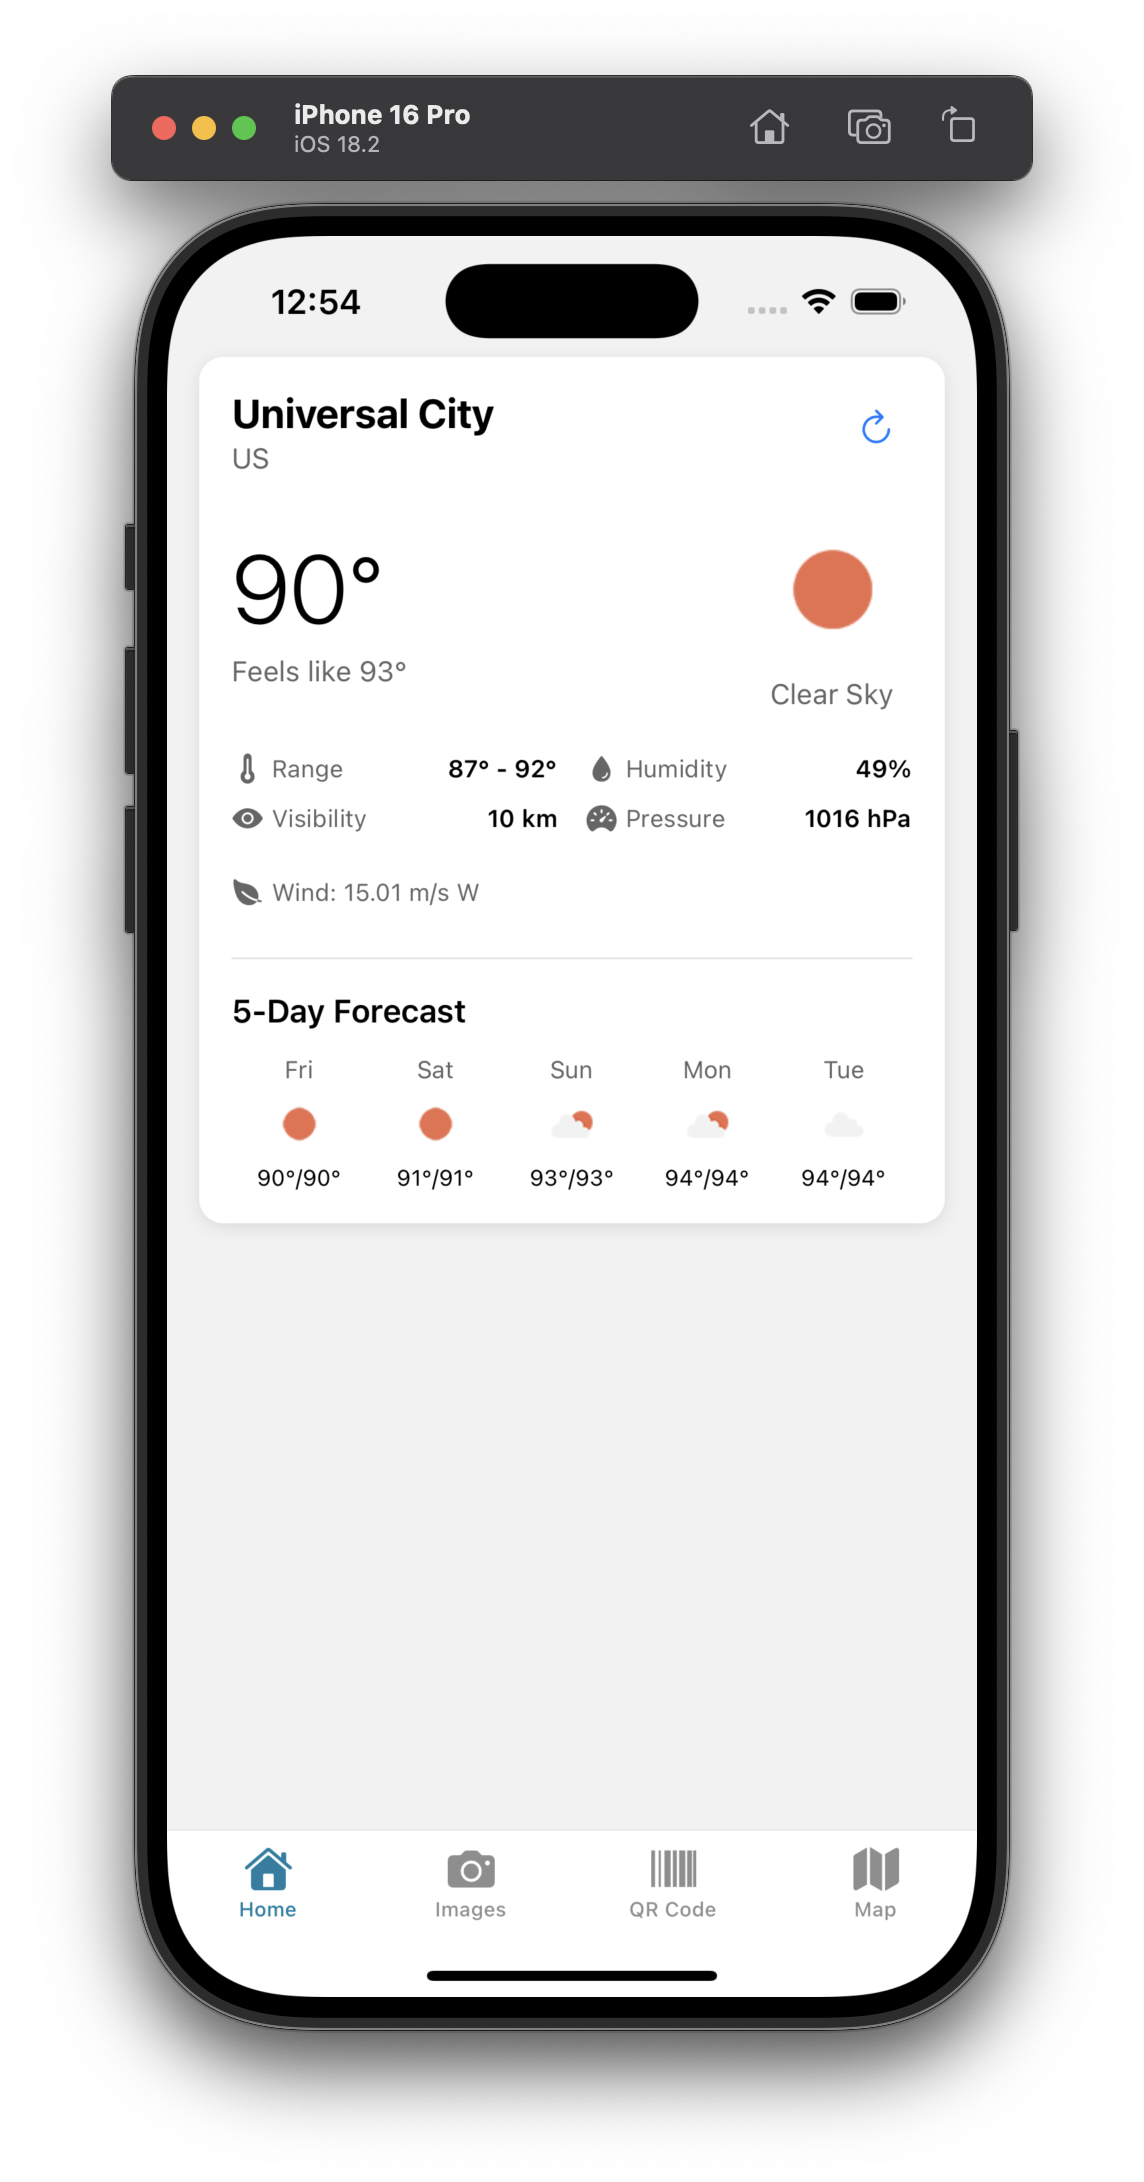 iPhone 16 Pro
iOS 18.2
12:54
Universal City
US
90°
Feels like 93°
Clear Sky
Range 87° - 92° Humidity 49%
Visibility 10 km Pressure 1016 hPa
Wind: 15.01 m/s W
5-Day Forecast
Fri Sat Sun Mon Tue
90°/90° 91°/91° 93°/93° 94°/94° 94°/94°
Home Images QR Code Map